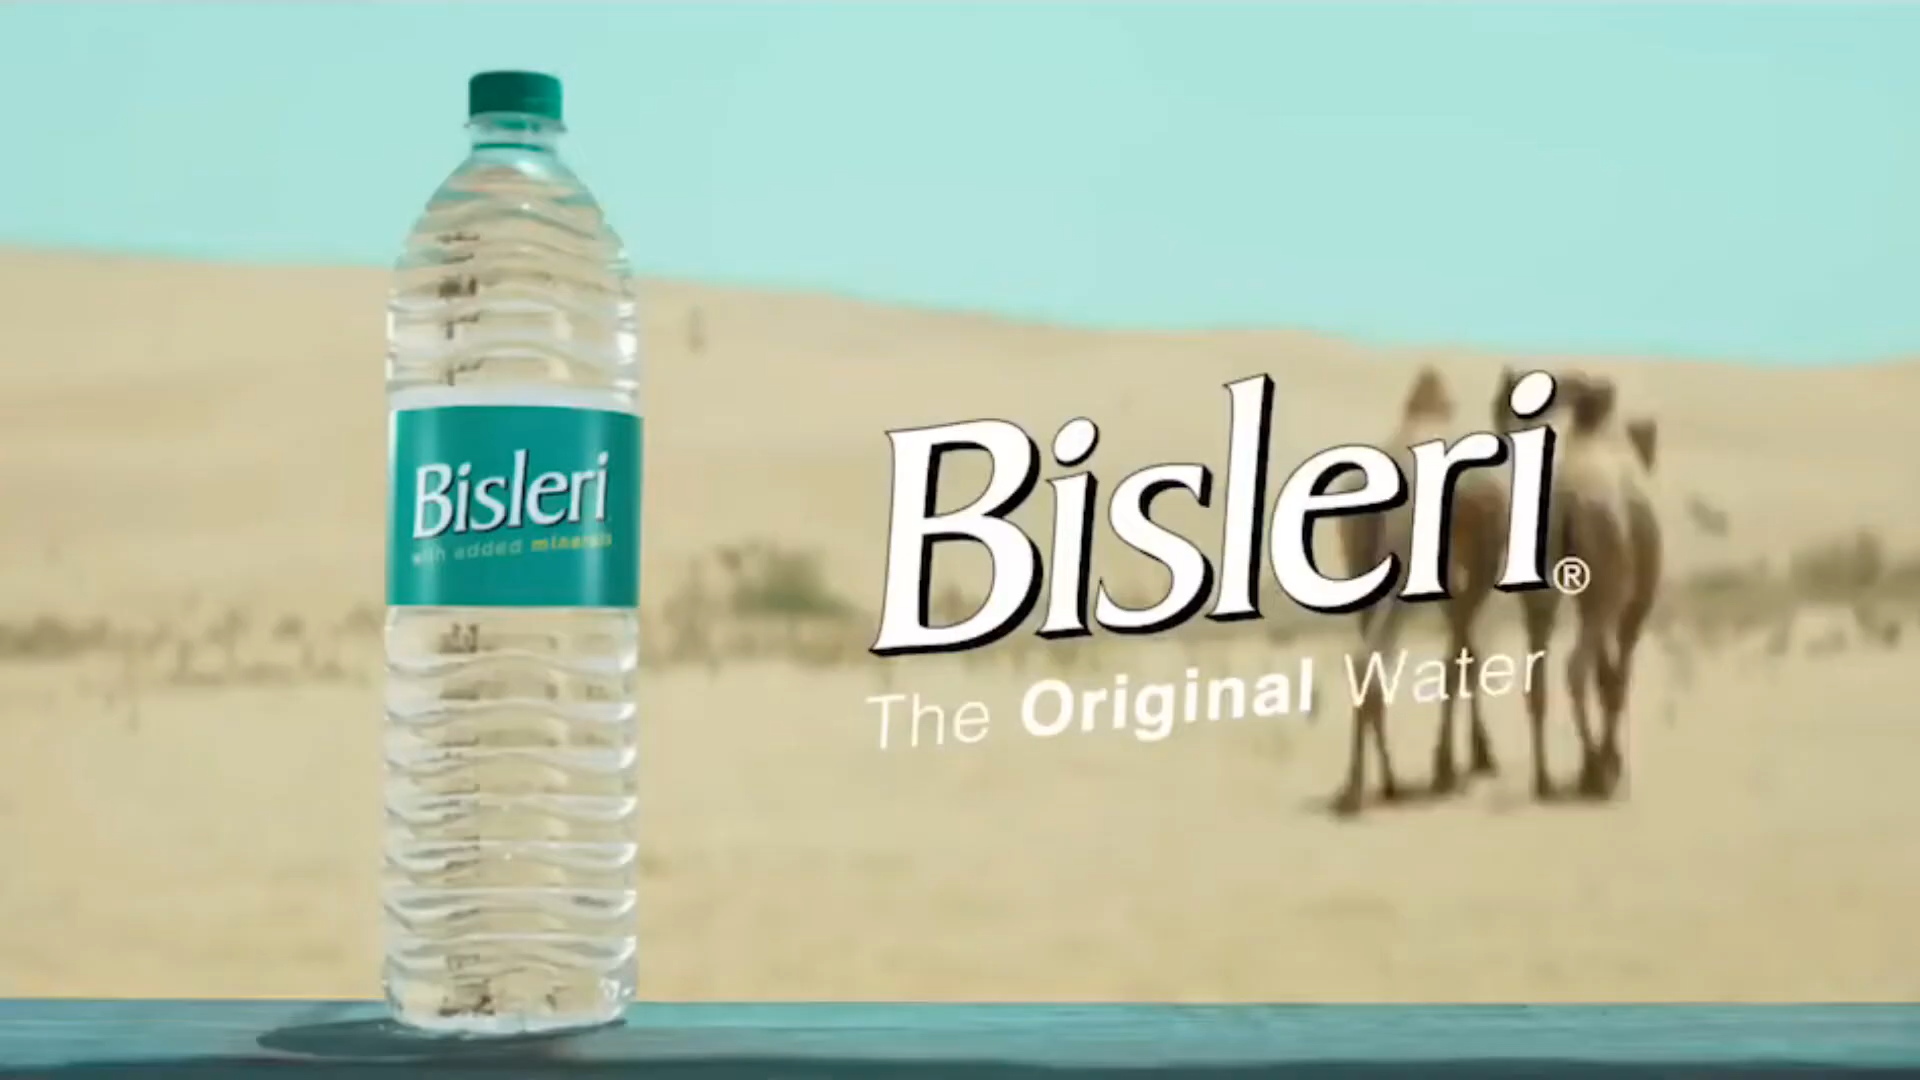 Bisleri
with added minerals
Bisleri®
The Original Water